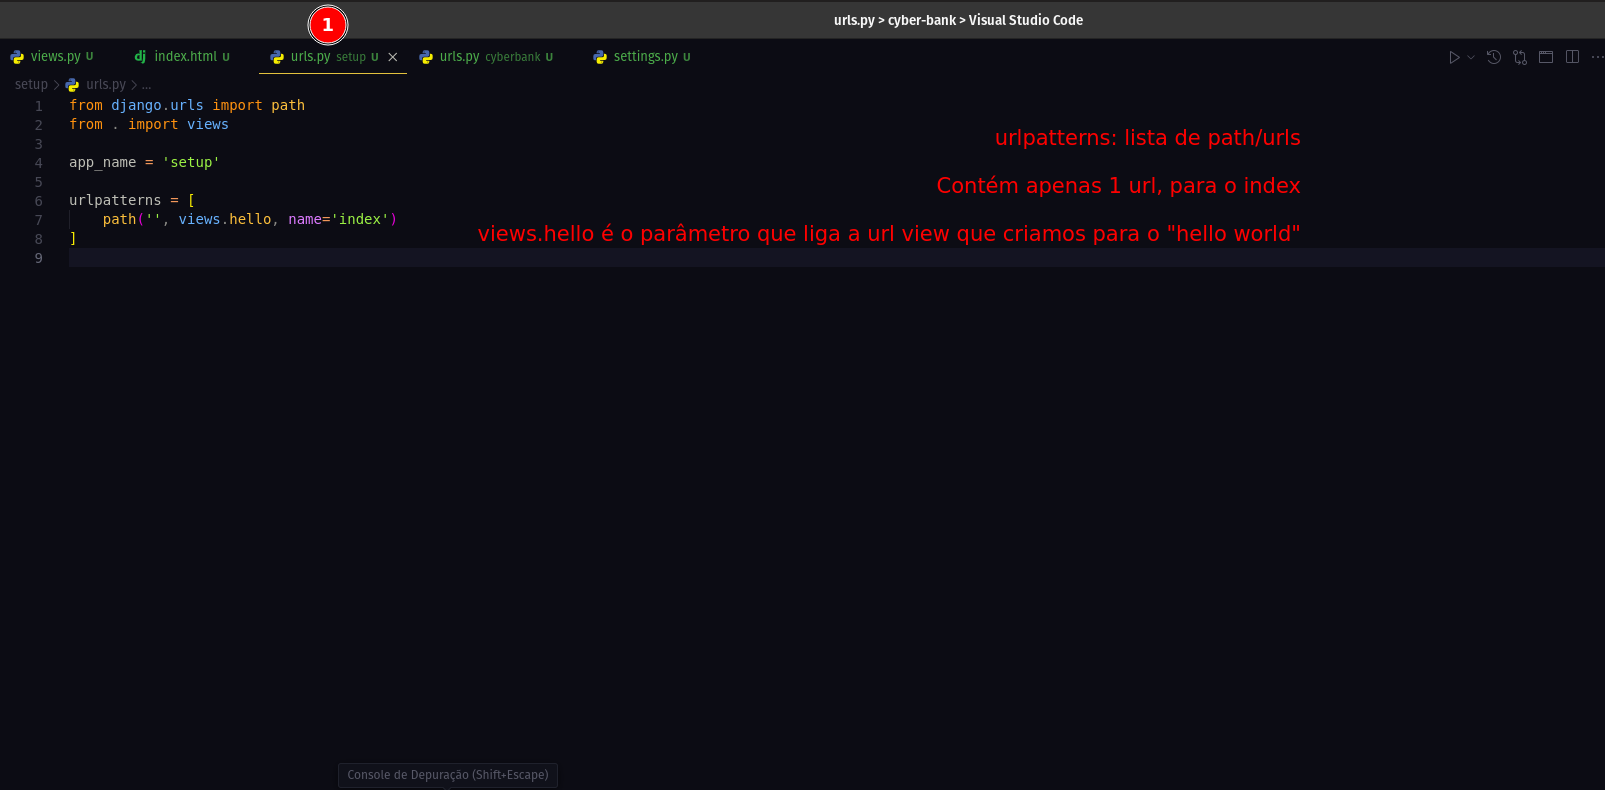 1
urls.py > cyber-bank > Visual Studio Code
views.py U index.html U urls.py setup U urls.py cyberbank U settings.py U
setup > urls.py > ...
1 from django.urls import path
2 from . import views
3
4 app_name = 'setup'
5
6 urlpatterns = [
7 path('', views.hello, name='index')
8 ]
9
urlpatterns: lista de path/urls
Contém apenas 1 url, para o index
views.hello é o parâmetro que liga a url view que criamos para o "hello world"
Console de Depuração (Shift+Escape)